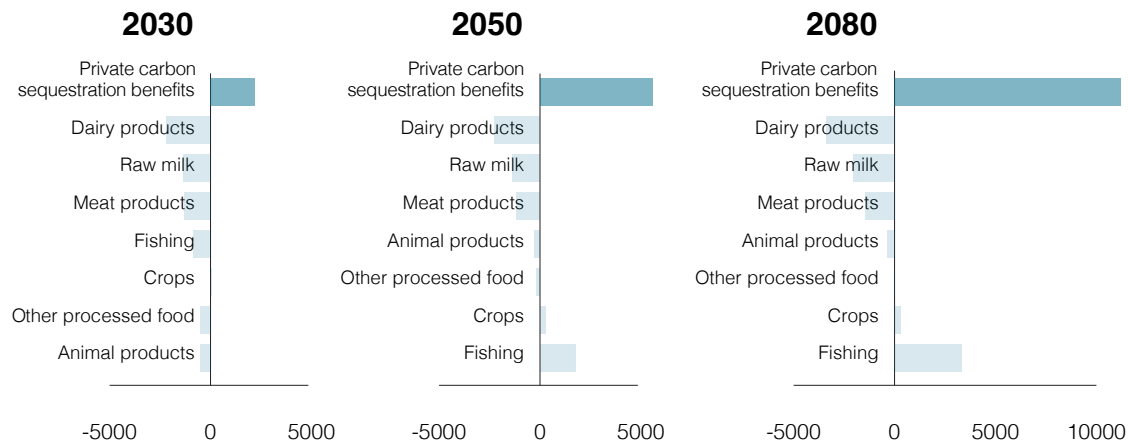 2030
Private carbon
sequestration benefits
Dairy products
Raw milk
Meat products
Fishing
Crops
Other processed food
Animal products
-5000 0 5000
2050
Private carbon
sequestration benefits
Dairy products
Raw milk
Meat products
Animal products
Other processed food
Crops
Fishing
-5000 0 5000
2080
Private carbon
sequestration benefits
Dairy products
Raw milk
Meat products
Animal products
Other processed food
Crops
Fishing
-5000 0 5000 10000